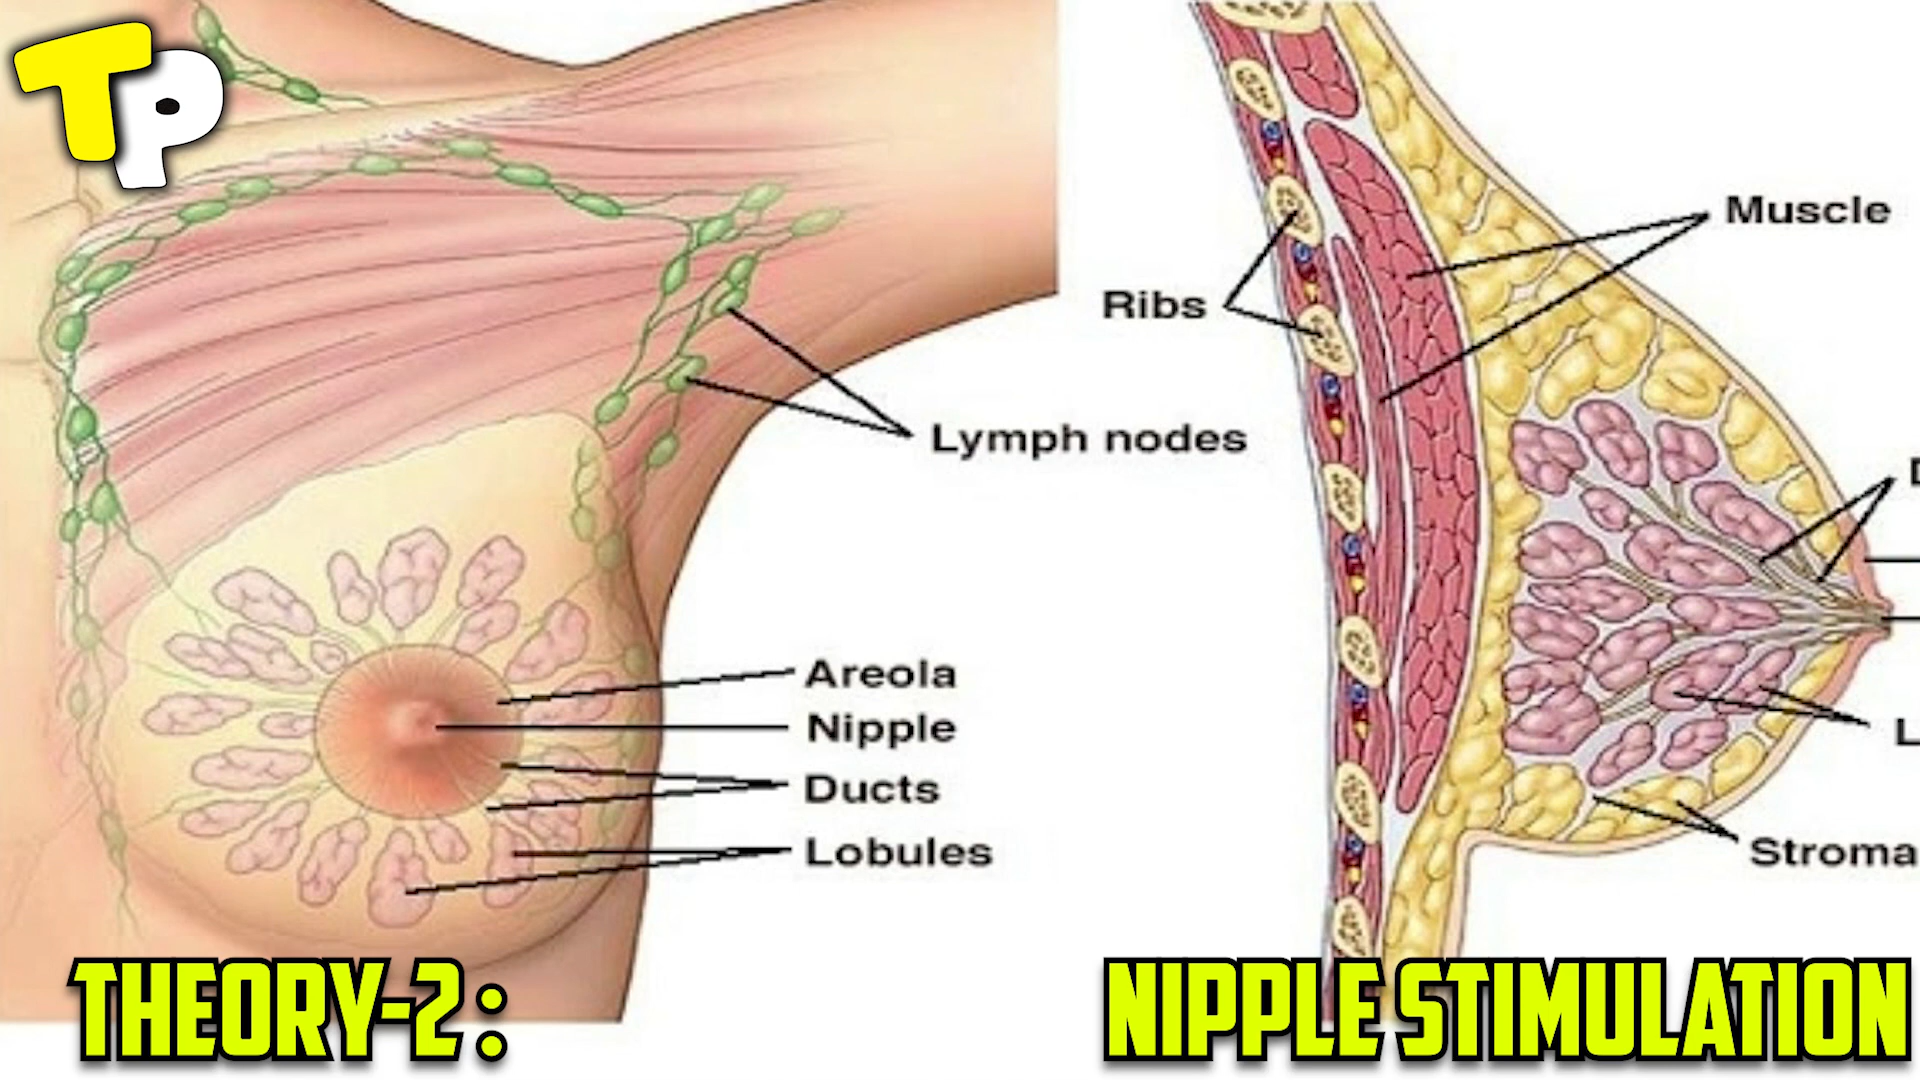 TP
Muscle
Ribs
Lymph nodes
Areola
Nipple
Ducts
Lobules
Stroma
THEORY-2 :
NIPPLE STIMULATION